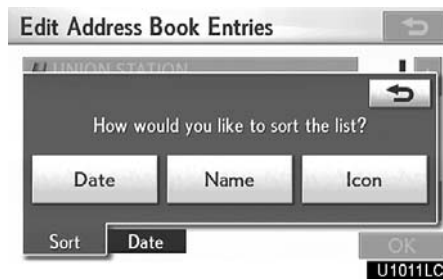 Edit Address Book Entries
UNION STATION
How would you like to sort the list?
Date Name Icon
Sort Date
OK
U1011LC